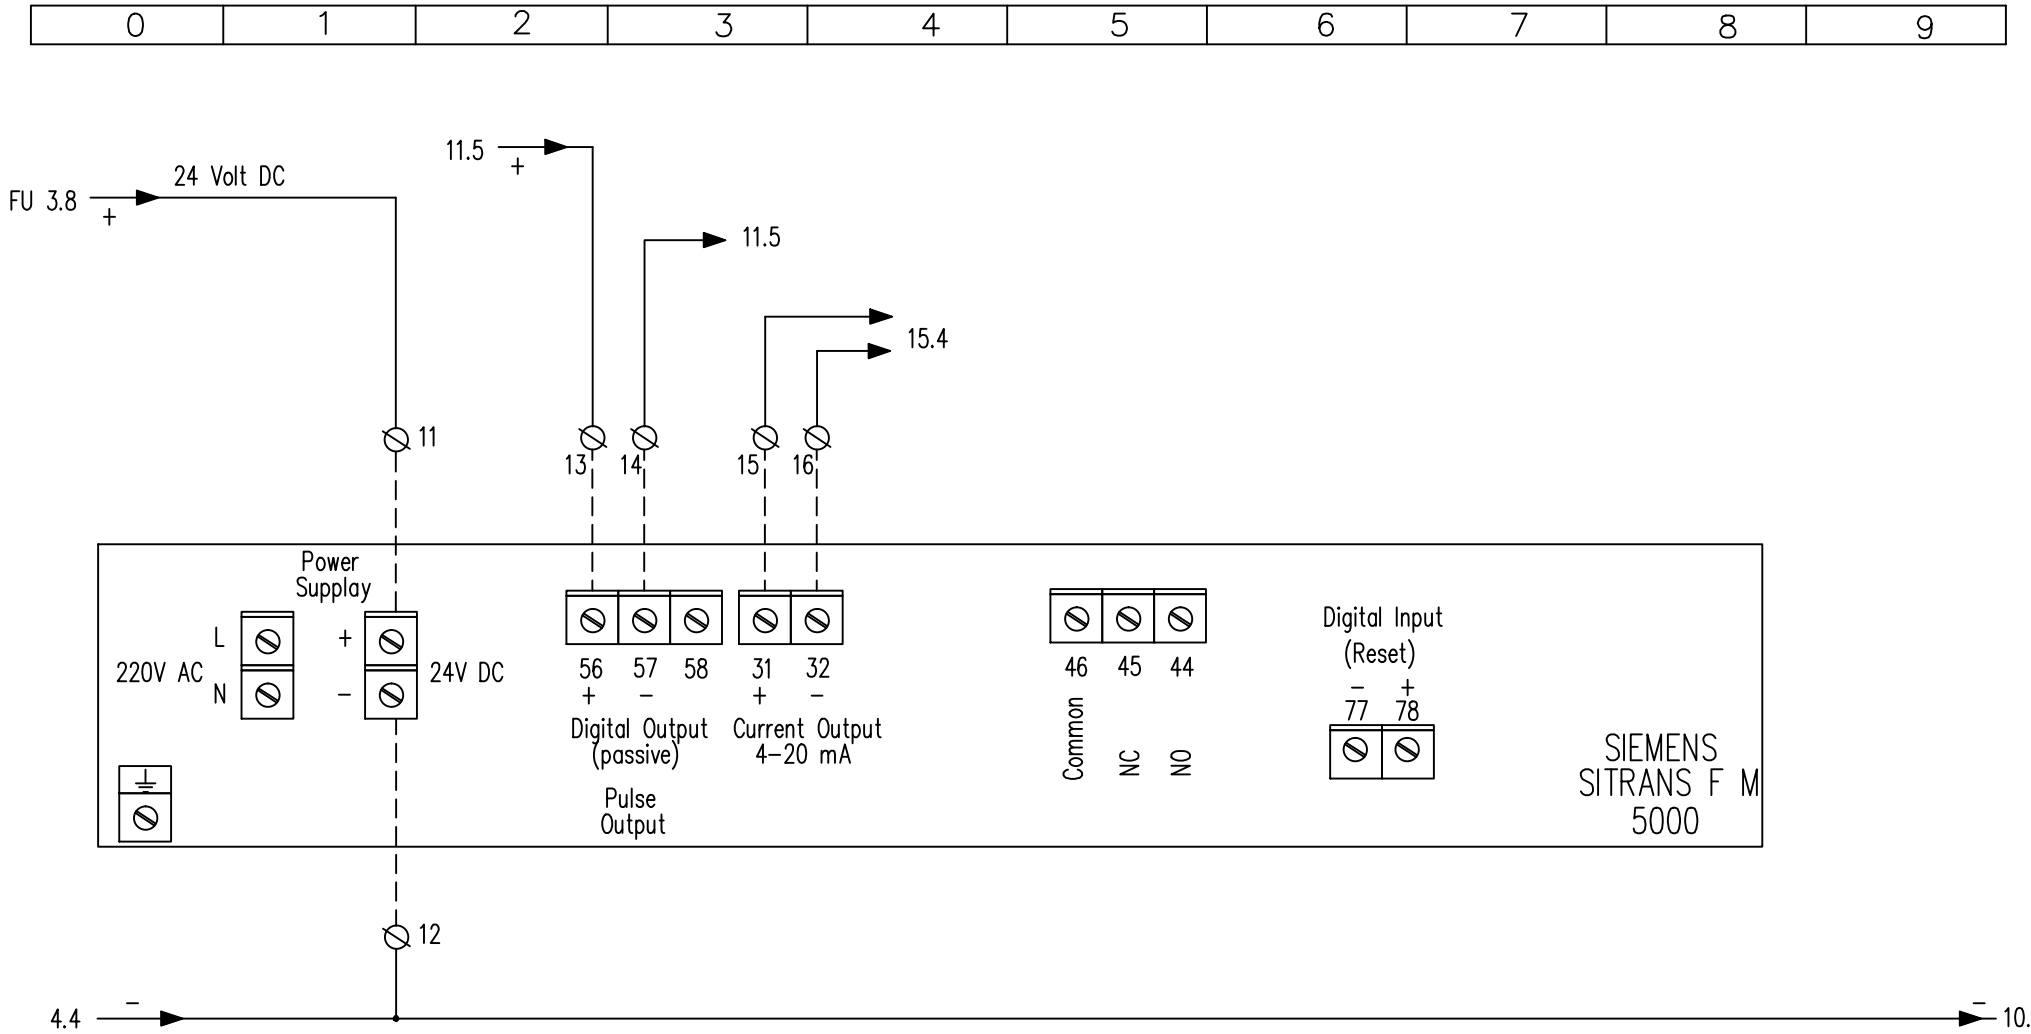 0 1 2 3 4 5 6 7 8 9
11.5
+
24 Volt DC
FU 3.8
+
11.5
15.4
11
13 14 15 16
Power
Supplay
L
+
220V AC
24V DC
N
-
56 57 58
+ -
Digital Output
(passive)
Pulse
Output
31 32
+ -
Current Output
4-20 mA
46 45 44
Common
NC
NO
Digital Input
(Reset)
- +
77 78
SIEMENS
SITRANS F M
5000
12
-
4.4
-
10.